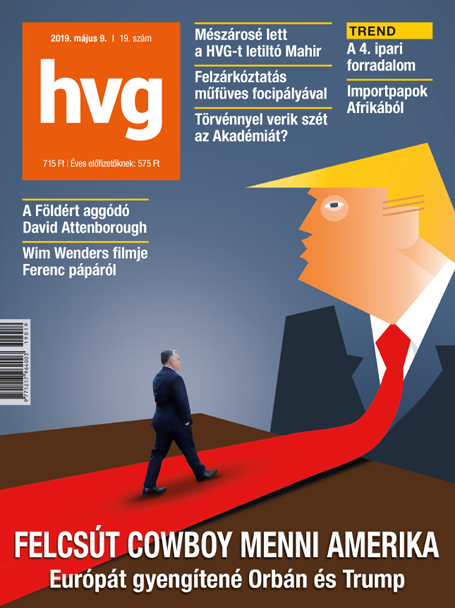 2019. május 9. | 19. szám
hvg
715 Ft | Éves előfizetőknek: 575 Ft
Mészárosé lett
a HVG-t letiltó Mahir
Felzárkóztatás
műfüves focipályával
Törvénnyel verik szét
az Akadémiát?
TREND
A 4. ipari
forradalom
Importpapok
Afrikából
A Földért aggódó
David Attenborough
Wim Wenders filmje
Ferenc pápáról
19019
FELCSÚT COWBOY MENNI AMERIKA
Európát gyengítené Orbán és Trump